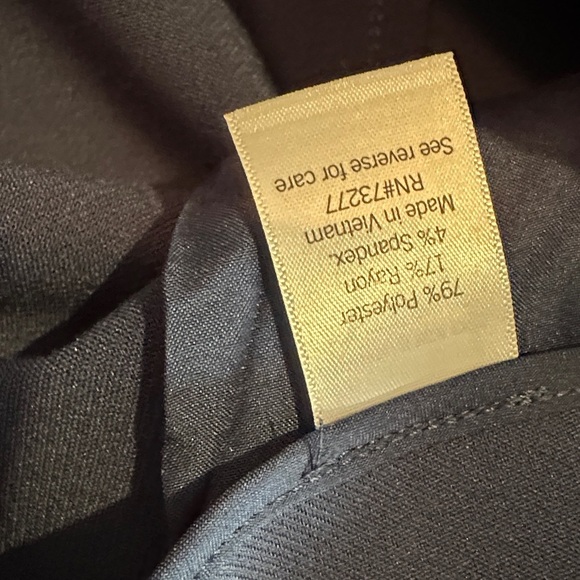 79% Polyester
17% Rayon
4% Spandex.
Made in Vietnam
RN#73277
See reverse for care